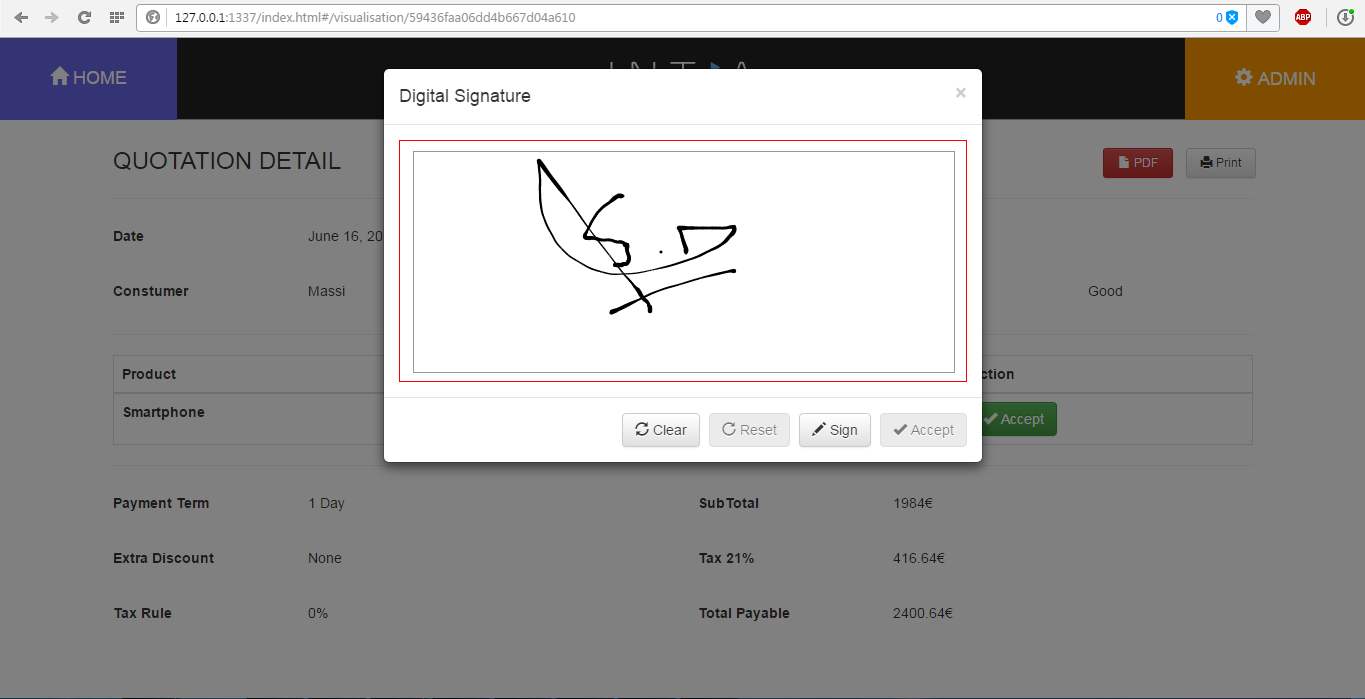 127.0.0.1:1337/index.html#/visualisation/59436faa06dd4b667d04a610
0
ABP
HOME
ADMIN
Digital Signature
×
QUOTATION DETAIL
PDF
Print
Date
June 16, 20
Constumer
Massi
Good
Product
ction
Smartphone
Accept
Clear
Reset
Sign
Accept
Payment Term
1 Day
SubTotal
1984€
Extra Discount
None
Tax 21%
416.64€
Tax Rule
0%
Total Payable
2400.64€